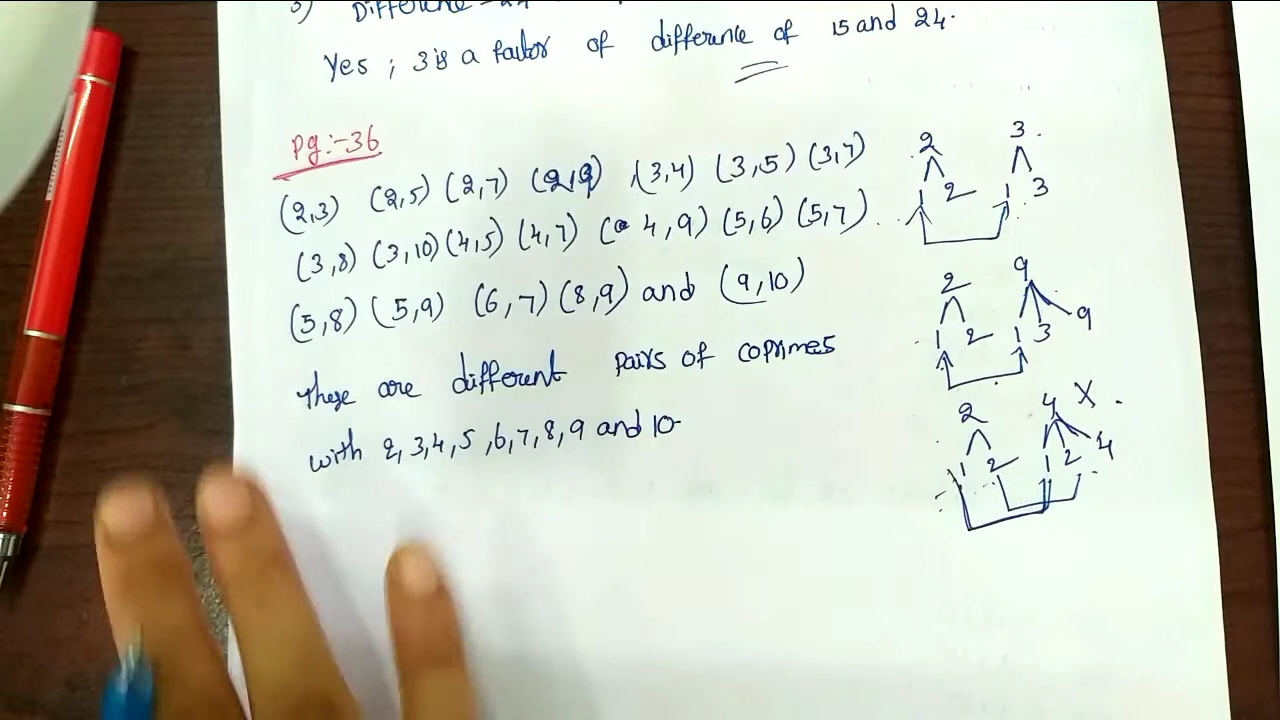 3) Difference
Yes ; 3 is a factor of difference of 15 and 24.
Pg:-36
(2,3) (2,5) (2,7) (2,9) (3,4) (3,5) (3,7)
(3,8) (3,10) (4,5) (4,7) (4,9) (5,6) (5,7)
(5,8) (5,9) (6,7) (8,9) and (9,10)
These are different pairs of coprimes
with 2, 3, 4, 5, 6, 7, 8, 9 and 10
2 3
1 2 1 3
2 9
1 2 1 3 9
2 4 X
1 2 1 2 4